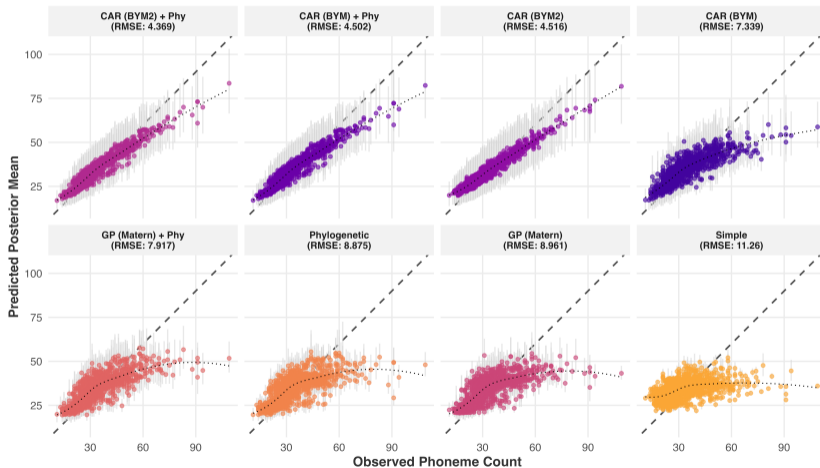 CAR (BYM2) + Phy
(RMSE: 4.369)
CAR (BYM) + Phy
(RMSE: 4.502)
CAR (BYM2)
(RMSE: 4.516)
CAR (BYM)
(RMSE: 7.339)
100
75
50
25
GP (Matern) + Phy
(RMSE: 7.917)
Phylogenetic
(RMSE: 8.875)
GP (Matern)
(RMSE: 8.961)
Simple
(RMSE: 11.26)
100
75
50
25
30 60 90 30 60 90 30 60 90 30 60 90
Predicted Posterior Mean
Observed Phoneme Count